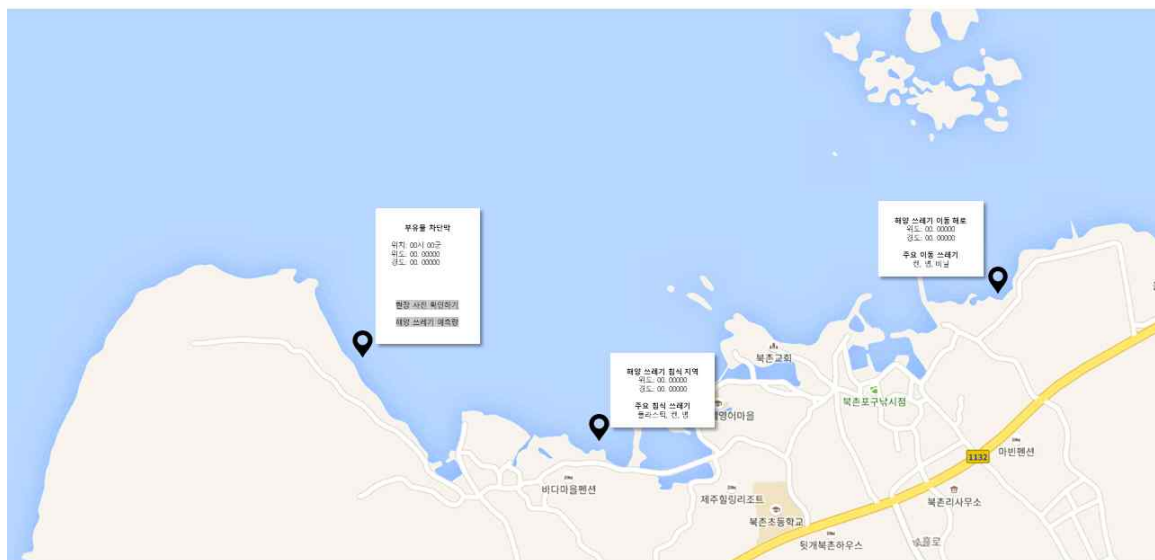 해양 쓰레기 이동 해로
위도: 00. 00000
경도: 00. 00000
주요 이동 쓰레기
캔, 병, 비닐
부유물 차단막
위치: 00시 00군
위도: 00. 00000
경도: 00. 00000
현장 사진 확인하기
해양 쓰레기 예측량
해양 쓰레기 침식 지역
위도: 00. 00000
경도: 00. 00000
주요 침식 쓰레기
플라스틱, 캔, 병
북촌교회
북촌포구낚시점
1132
마빈펜션
바다마을펜션
제주힐링리조트
북촌리사무소
북촌초등학교
뒷개북촌하우스